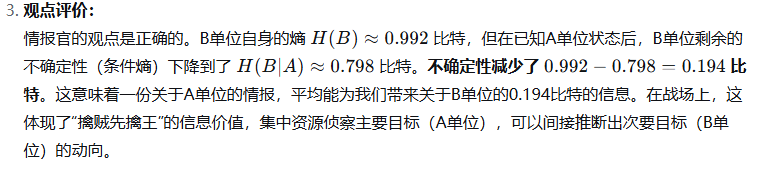 3. 观点评价：
情报官的观点是正确的。B单位自身的熵 H(B) ≈ 0.992 比特，但在已知A单位状态后，B单位剩余的
不确定性（条件熵）下降到了 H(B|A) ≈ 0.798 比特。不确定性减少了 0.992 − 0.798 = 0.194 比
特。这意味着一份关于A单位的情报，平均能为我们带来关于B单位的0.194比特的信息。在战场上，这
体现了“擒贼先擒王”的信息价值，集中资源侦察主要目标（A单位），可以间接推断出次要目标（B单
位）的动向。